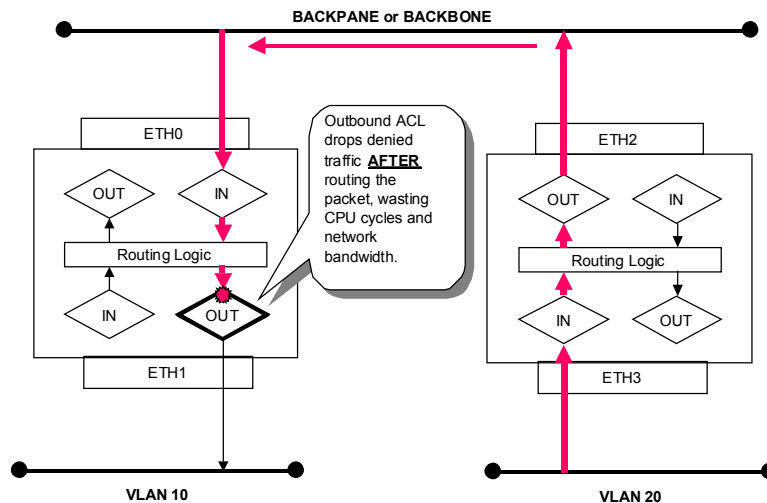 BACKPANE or BACKBONE
ETH0
OUT
IN
Routing Logic
IN
OUT
ETH1
VLAN 10
Outbound ACL
drops denied
traffic AFTER
routing the
packet, wasting
CPU cycles and
network
bandwidth.
ETH2
OUT
IN
Routing Logic
IN
OUT
ETH3
VLAN 20